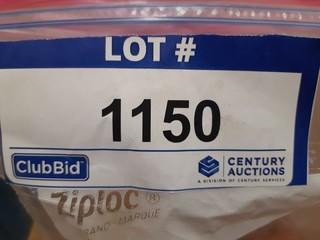 LOT #
1150
ClubBid
CENTURY
AUCTIONS
A DIVISION OF CENTURY SERVICES
Ziploc®
BRAND · MARQUE